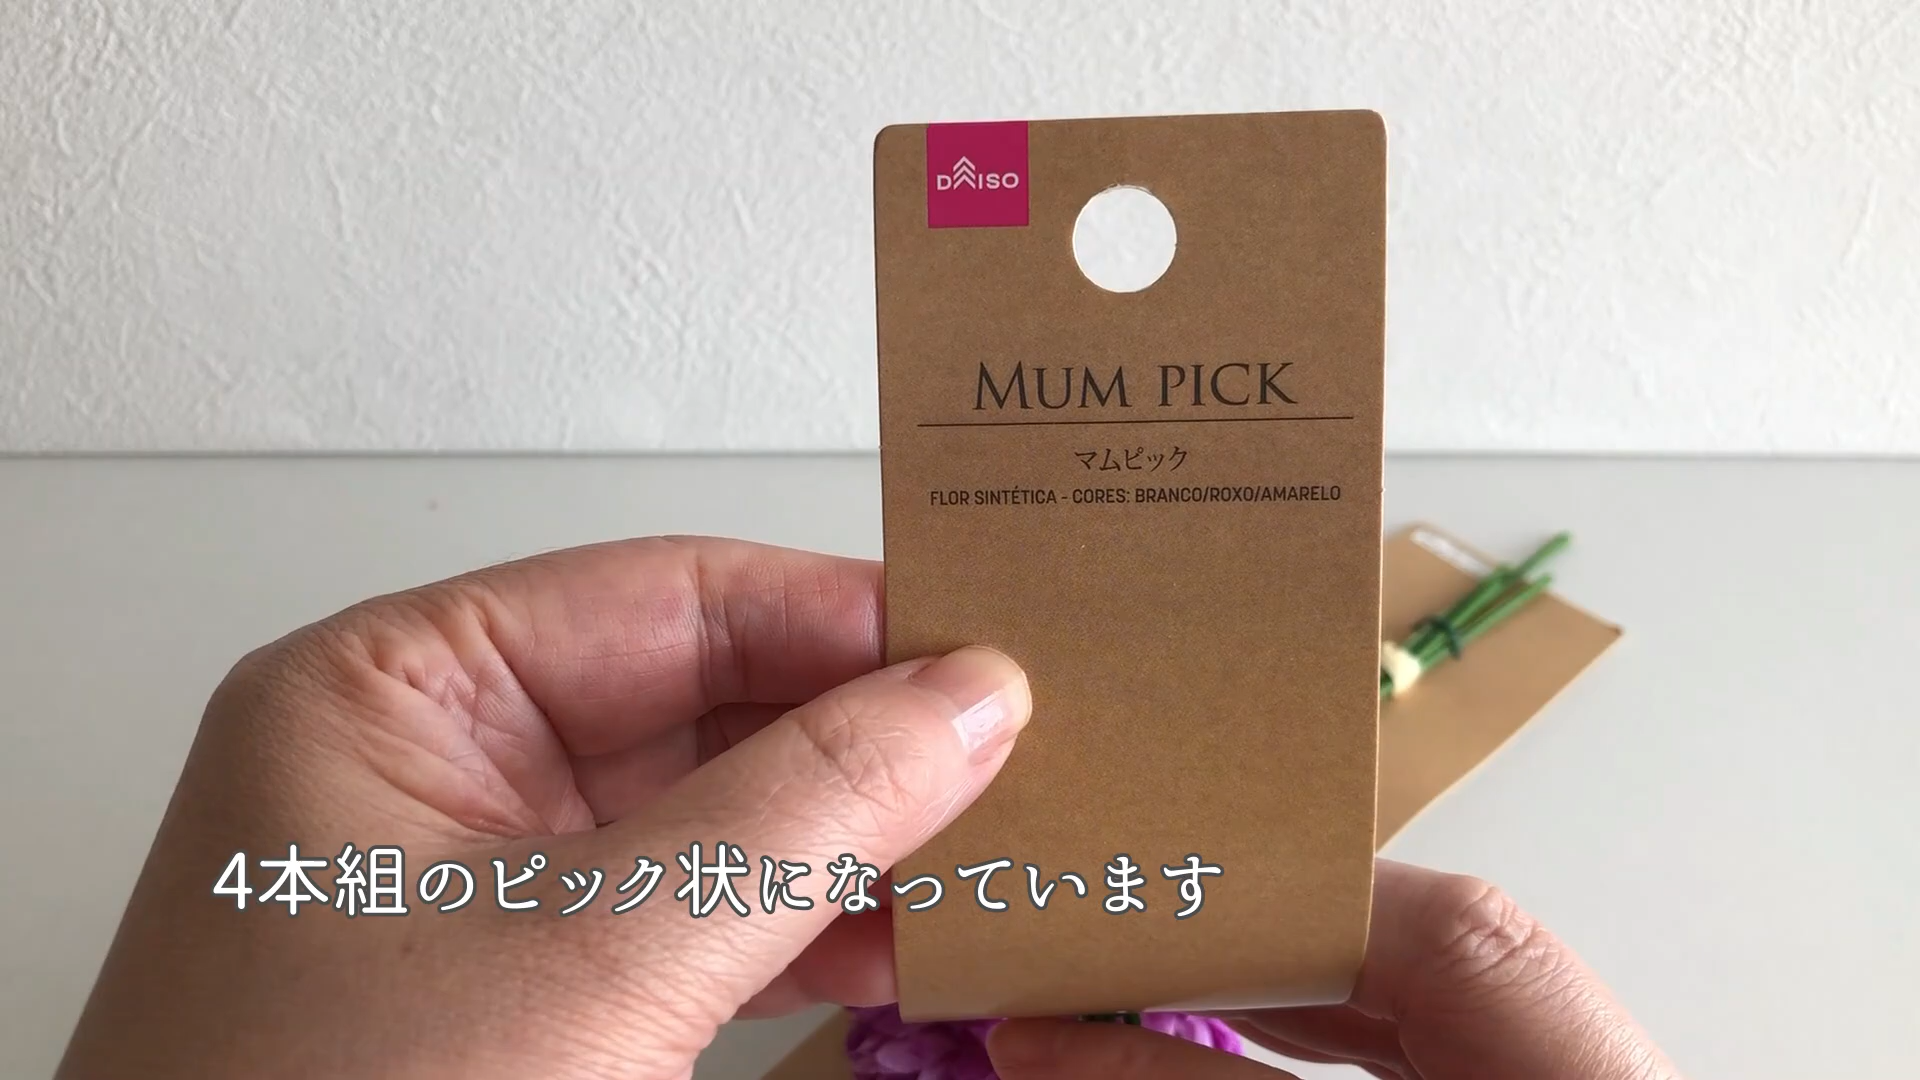 DAISO
MUM PICK
マムピック
FLOR SINTÉTICA - CORES: BRANCO/ROXO/AMARELO
4本組のピック状になっています